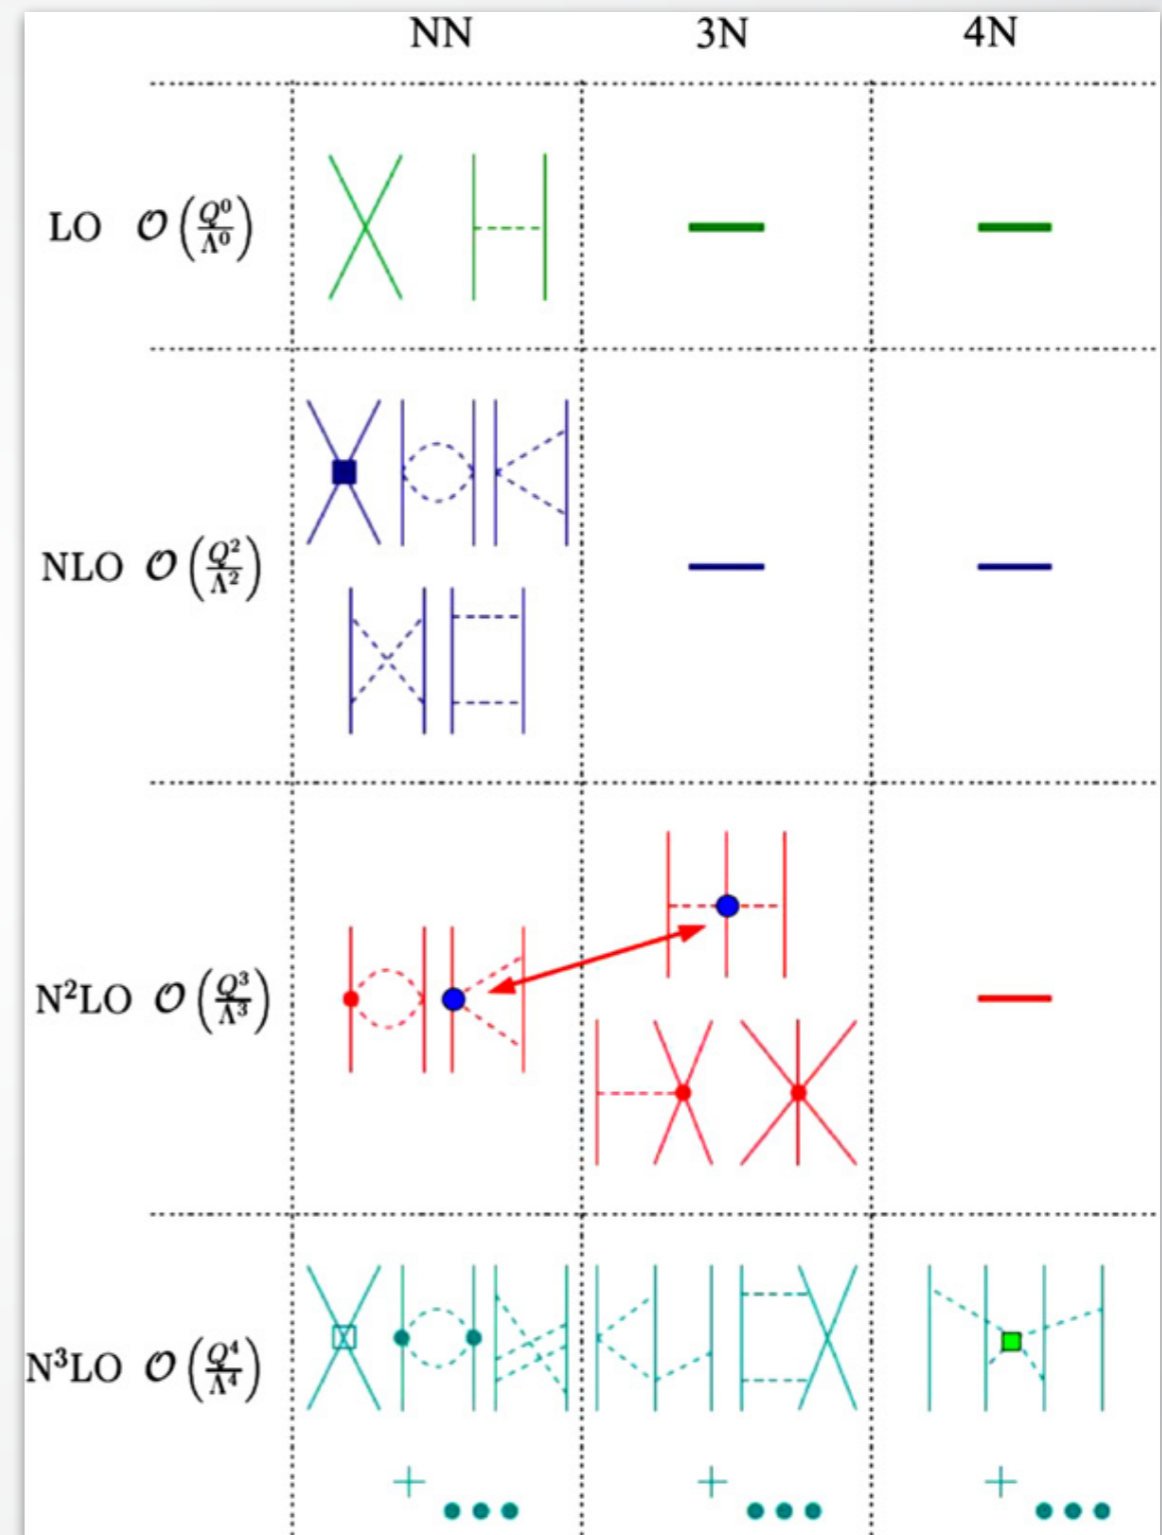 NN 3N 4N
LO 𝒪(Q⁰/Λ⁰)
NLO 𝒪(Q²/Λ²)
N²LO 𝒪(Q³/Λ³)
N³LO 𝒪(Q⁴/Λ⁴)
+ ••• + ••• + •••